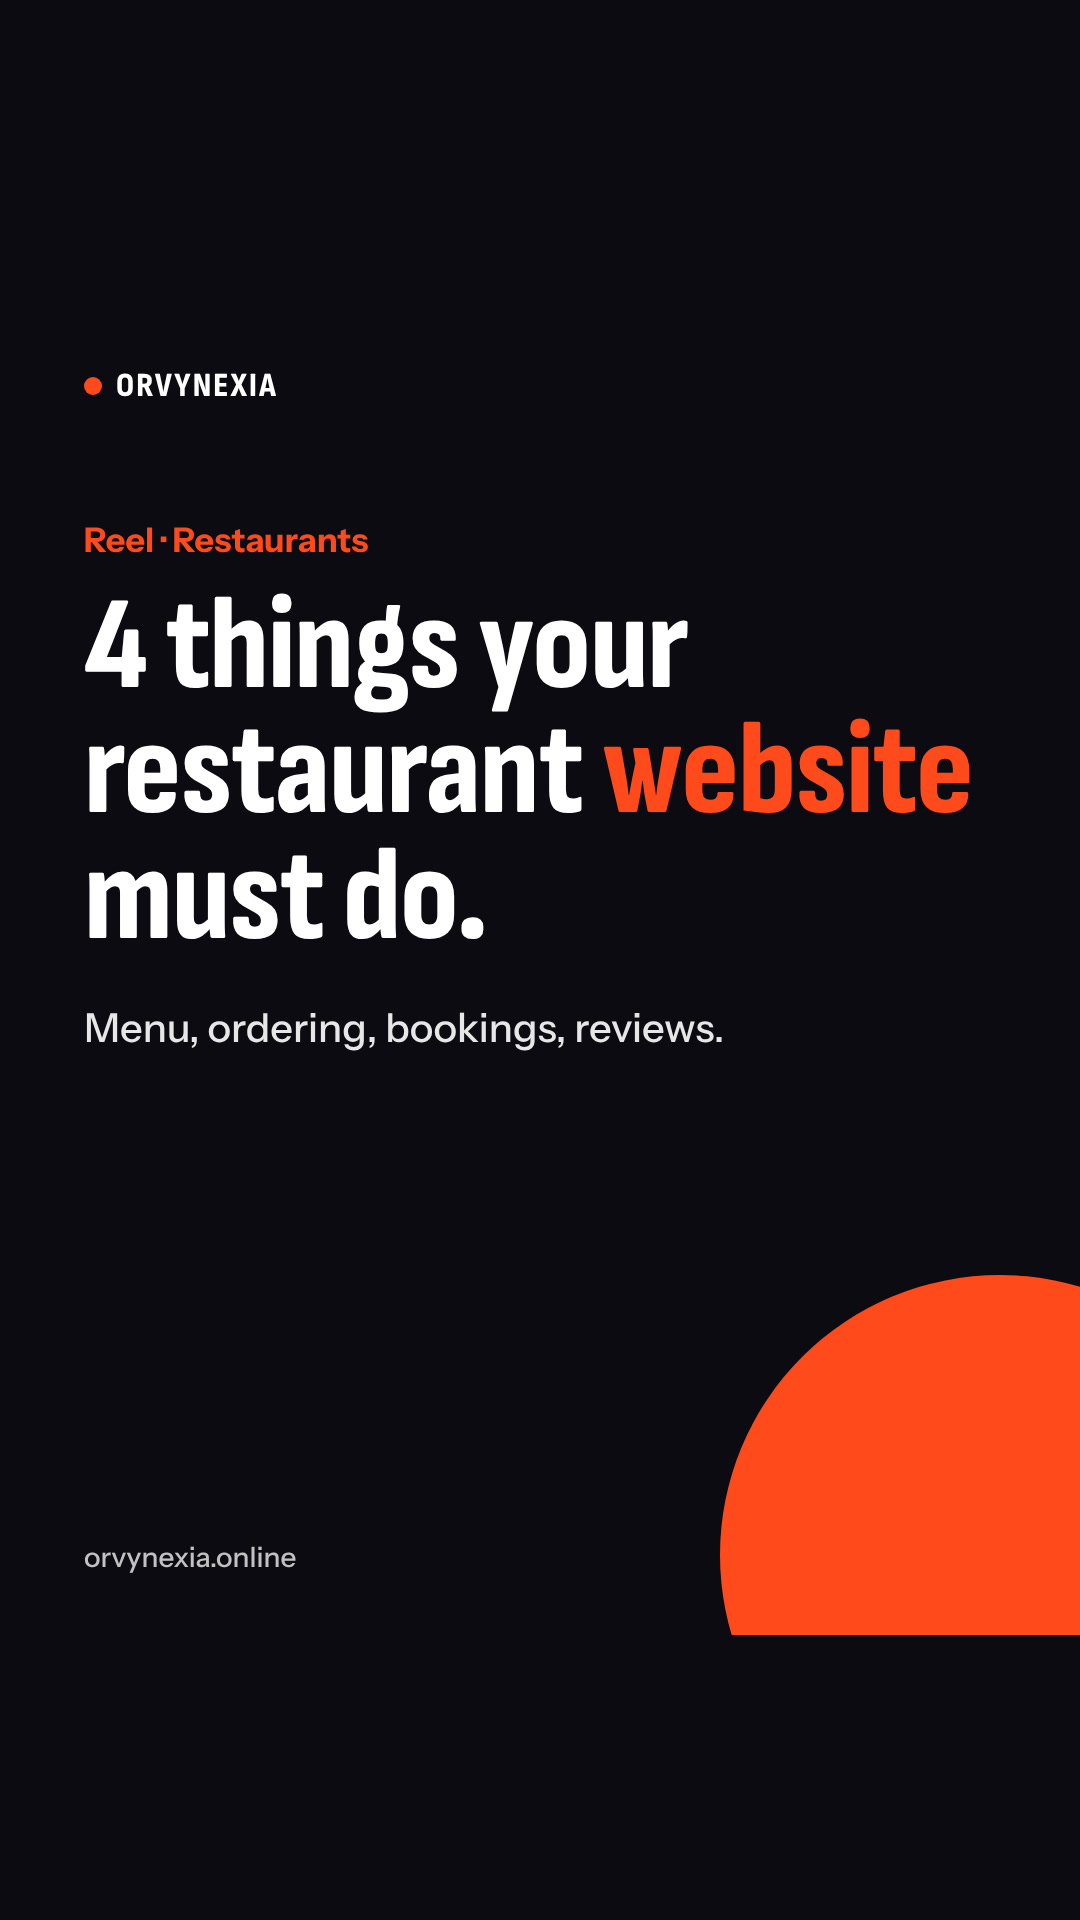 ORVYNEXIA
Reel · Restaurants
4 things your
restaurant website
must do.
Menu, ordering, bookings, reviews.
orvynexia.online